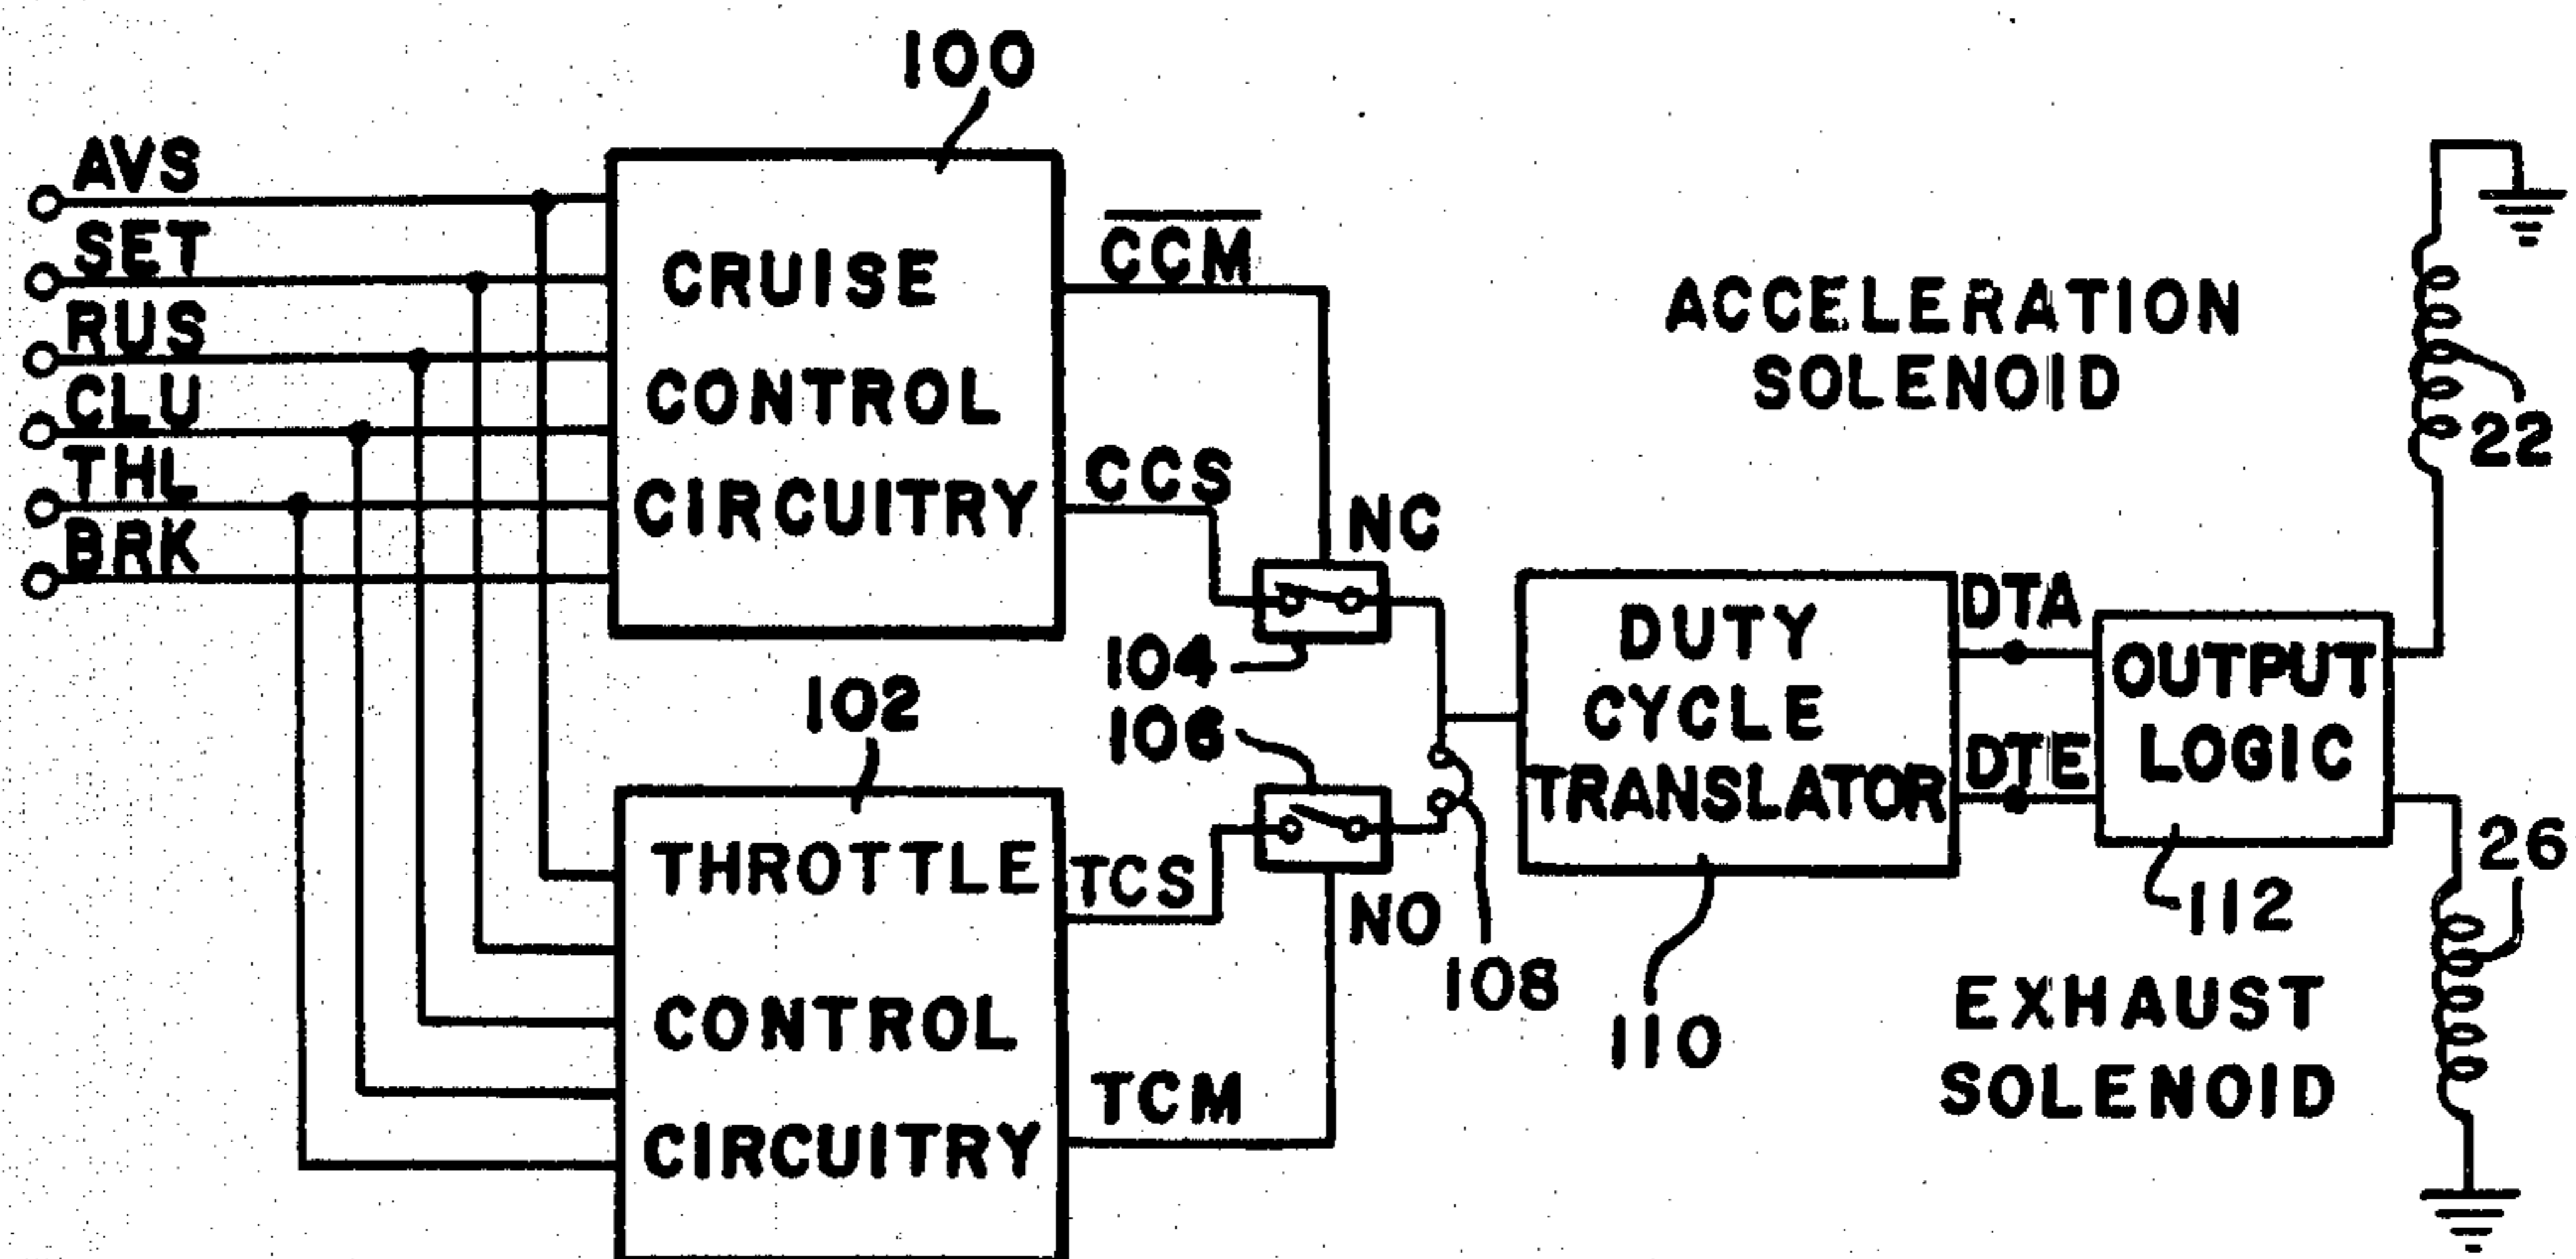 100
AVS
SET
RUS
CLU
THL
BRK
CRUISE
CONTROL
CIRCUITRY
CCM
CCS
NC
104
106
102
THROTTLE
CONTROL
CIRCUITRY
TCS
TCM
NO
108
DUTY
CYCLE
TRANSLATOR
110
DTA
DTE
OUTPUT
LOGIC
112
ACCELERATION
SOLENOID
22
26
EXHAUST
SOLENOID